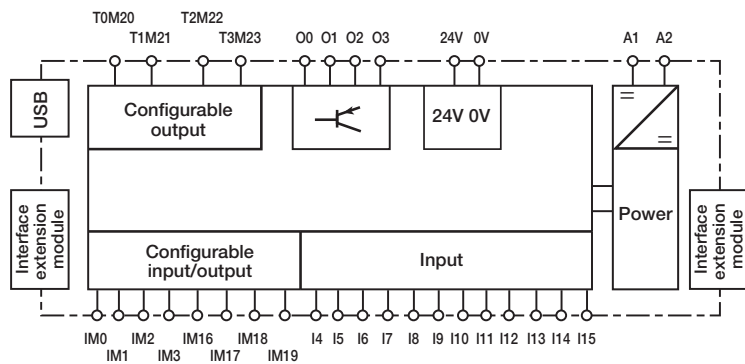 T0M20 T2M22
T1M21 T3M23 O0 O1 O2 O3 24V 0V A1 A2
USB
Configurable
output
24V 0V
=
=
Interface
extension
module
Power
Interface
extension
module
Configurable
input/output
Input
IM0 IM2 IM16 IM18 I4 I5 I6 I7 I8 I9 I10 I11 I12 I13 I14 I15
IM1 IM3 IM17 IM19